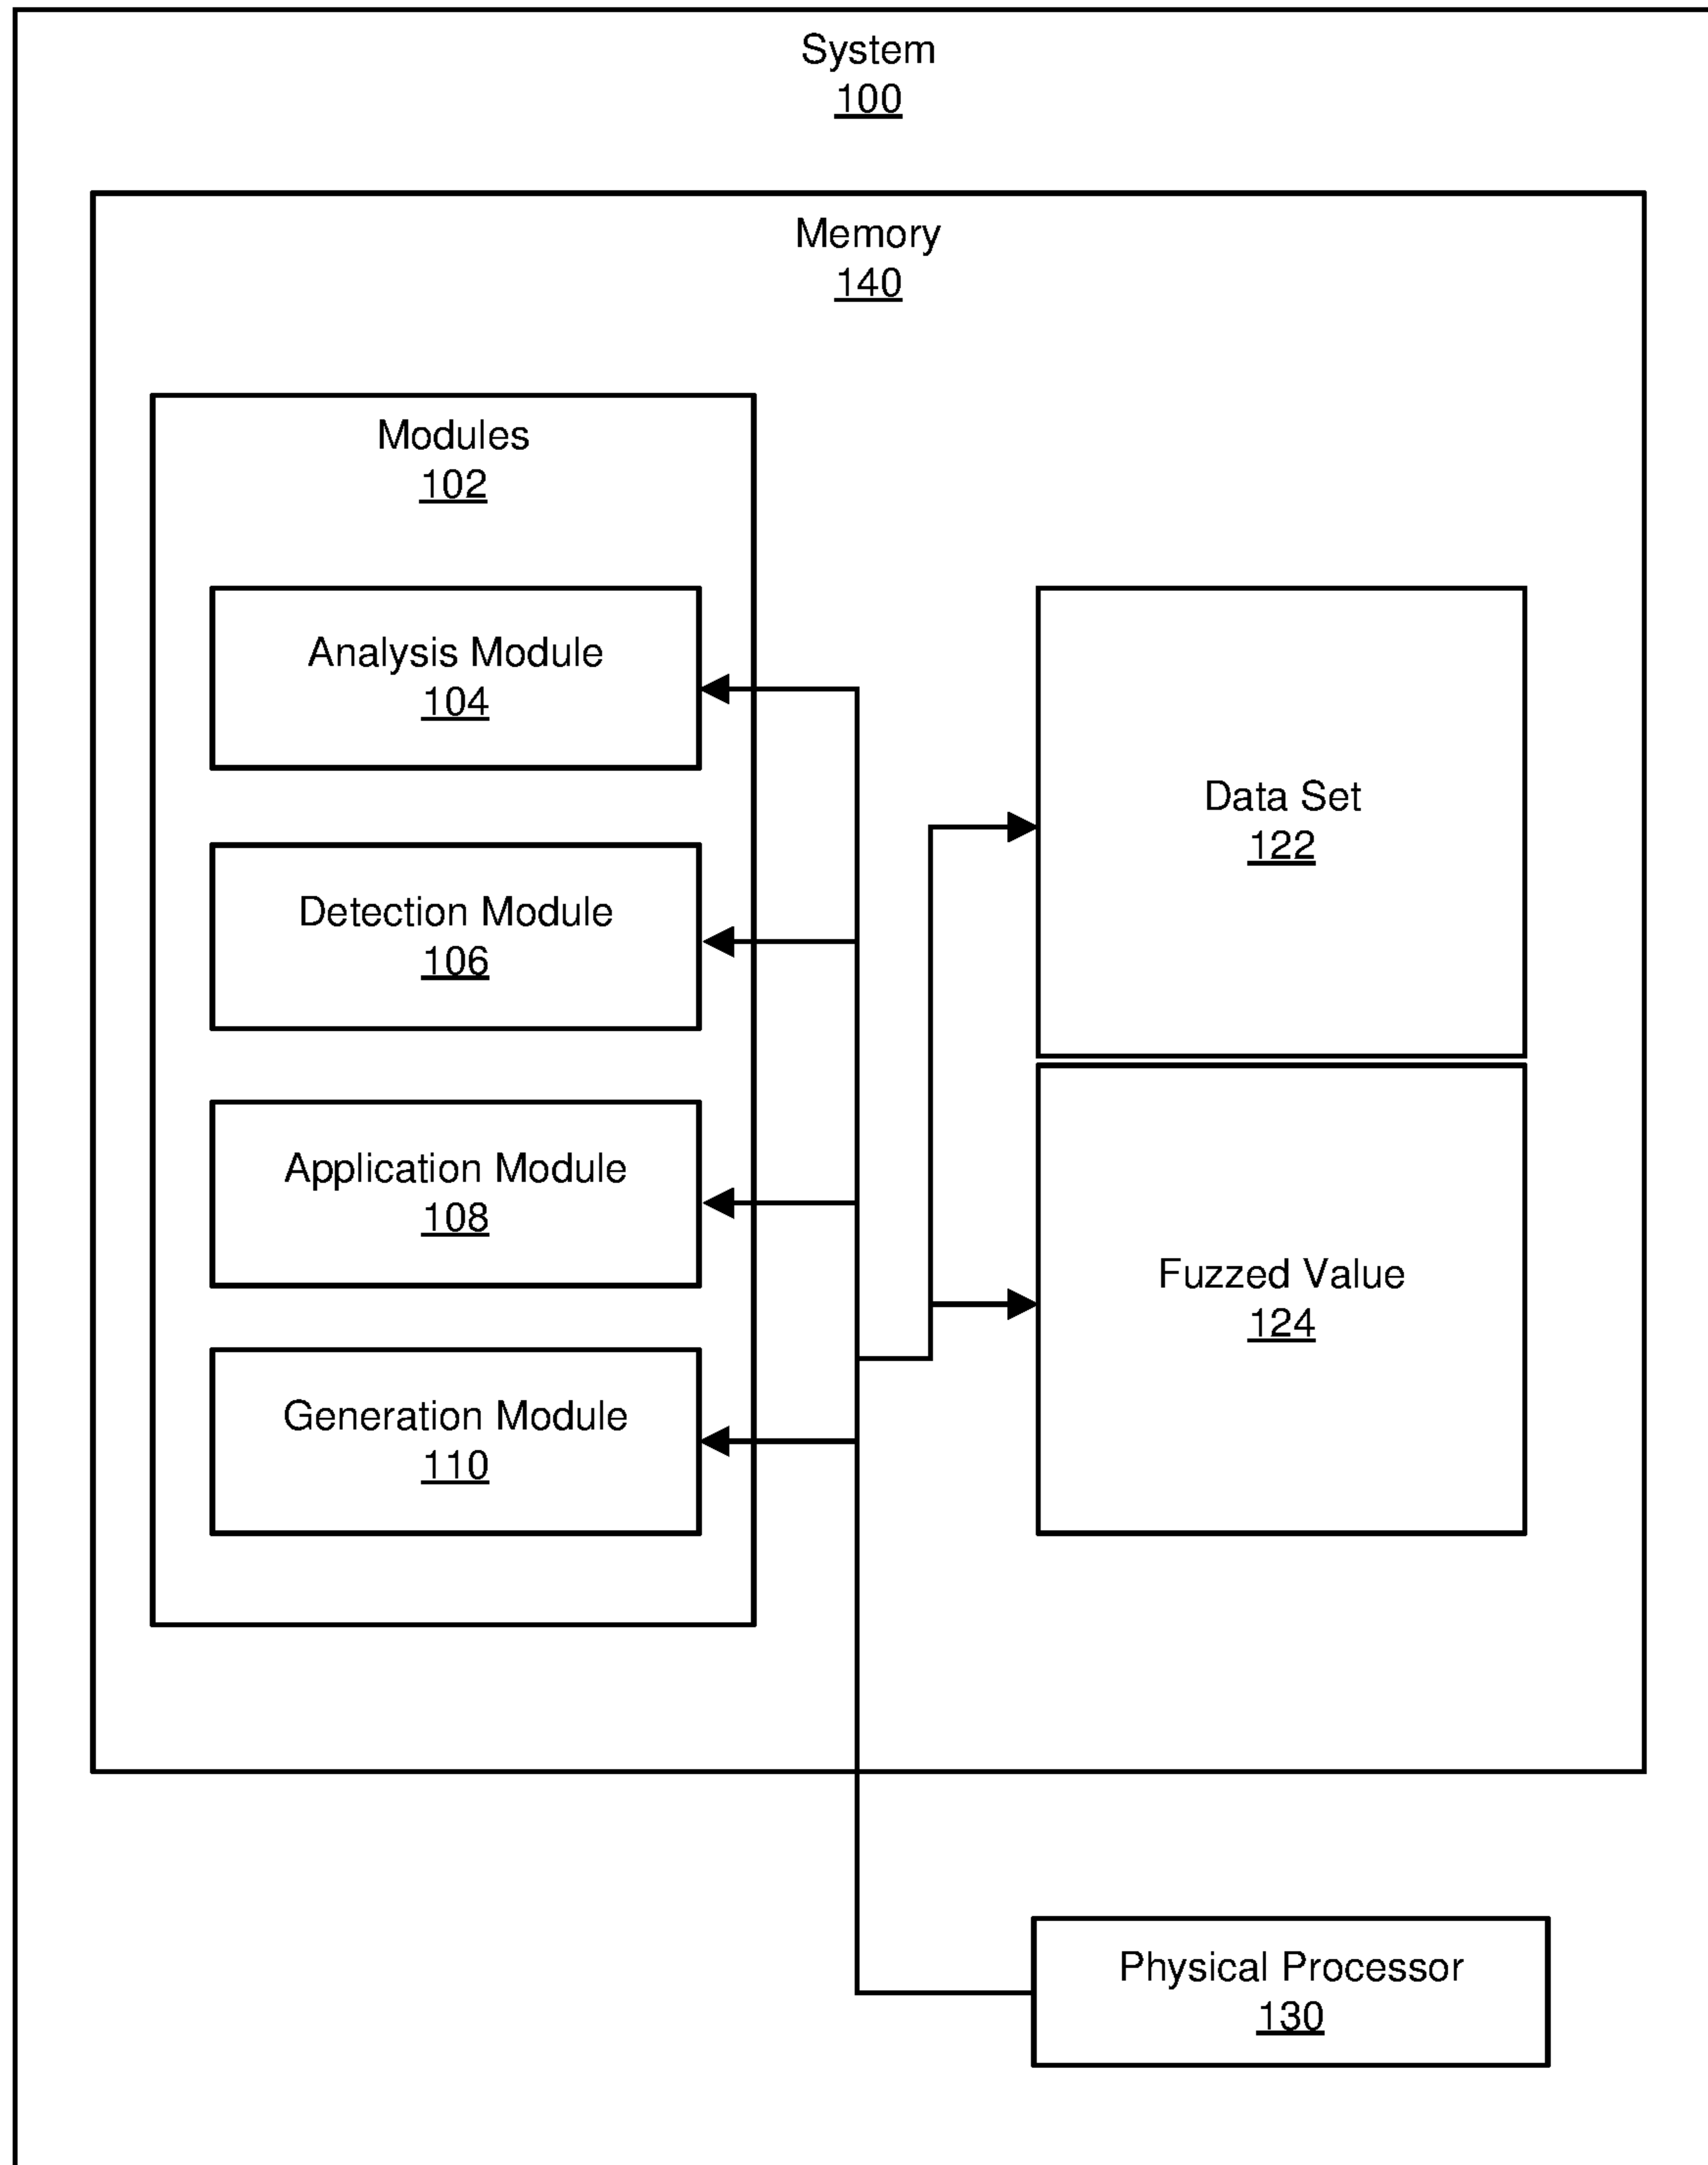 System
100
Memory
140
Modules
102
Analysis Module
104
Detection Module
106
Application Module
108
Generation Module
110
Data Set
122
Fuzzed Value
124
Physical Processor
130